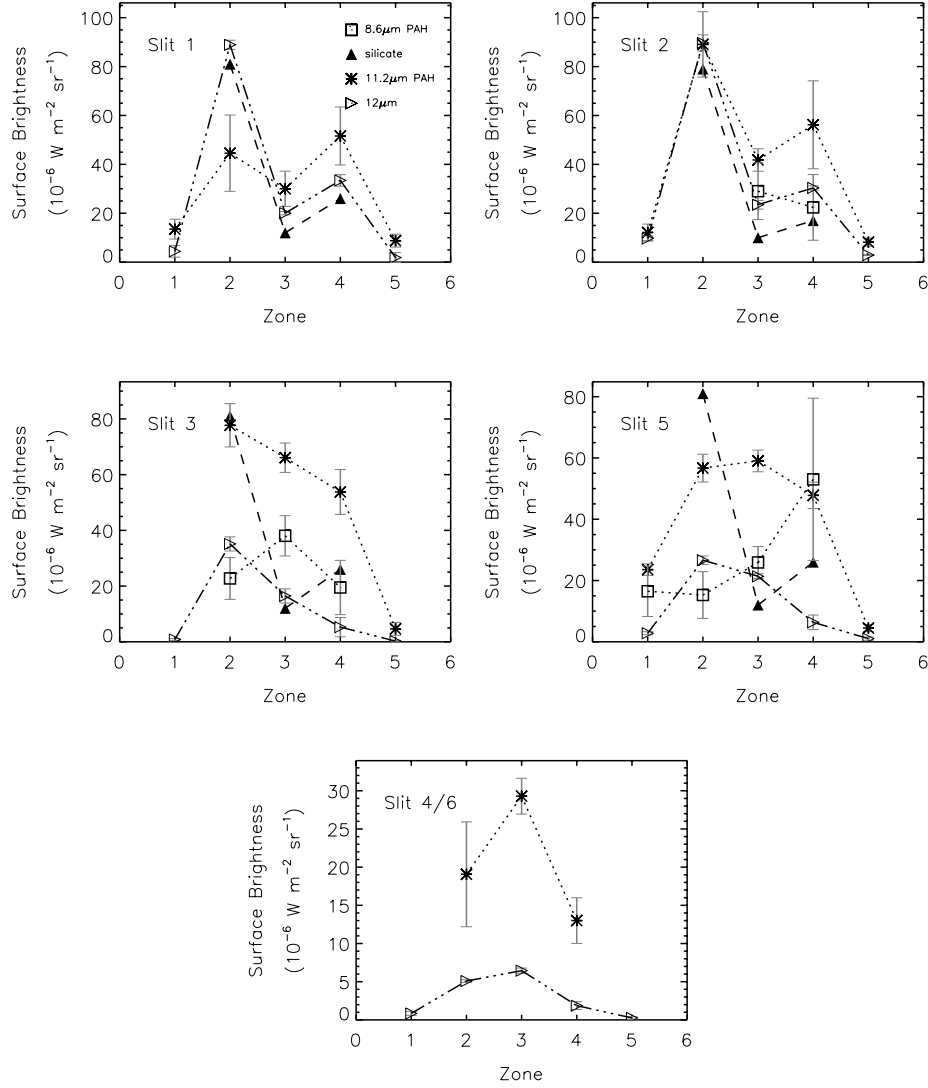 Slit 1
8.6μm PAH
silicate
11.2μm PAH
12μm
Surface Brightness
(10⁻⁶ W m⁻² sr⁻¹)
100
80
60
40
20
0
0 1 2 3 4 5 6
Zone
Slit 2
Surface Brightness
(10⁻⁶ W m⁻² sr⁻¹)
100
80
60
40
20
0
0 1 2 3 4 5 6
Zone
Slit 3
Surface Brightness
(10⁻⁶ W m⁻² sr⁻¹)
80
60
40
20
0
0 1 2 3 4 5 6
Zone
Slit 5
Surface Brightness
(10⁻⁶ W m⁻² sr⁻¹)
80
60
40
20
0
0 1 2 3 4 5 6
Zone
Slit 4/6
Surface Brightness
(10⁻⁶ W m⁻² sr⁻¹)
30
25
20
15
10
5
0
0 1 2 3 4 5 6
Zone